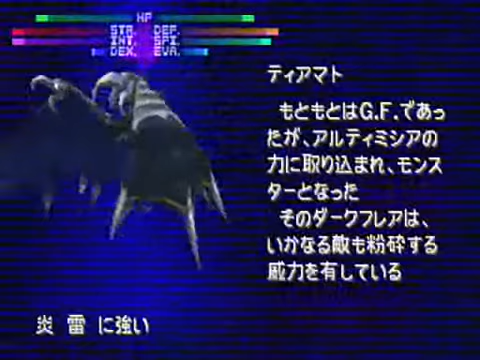 HP
STR. DEF.
INT. SPI.
DEX. EVA.
ティアマト
もともとはG.F.であっ
たが、アルティミシアの
力に取り込まれ、モンス
ターとなった
そのダークフレアは、
いかなる敵も粉砕する
威力を有している
炎 雷 に強い